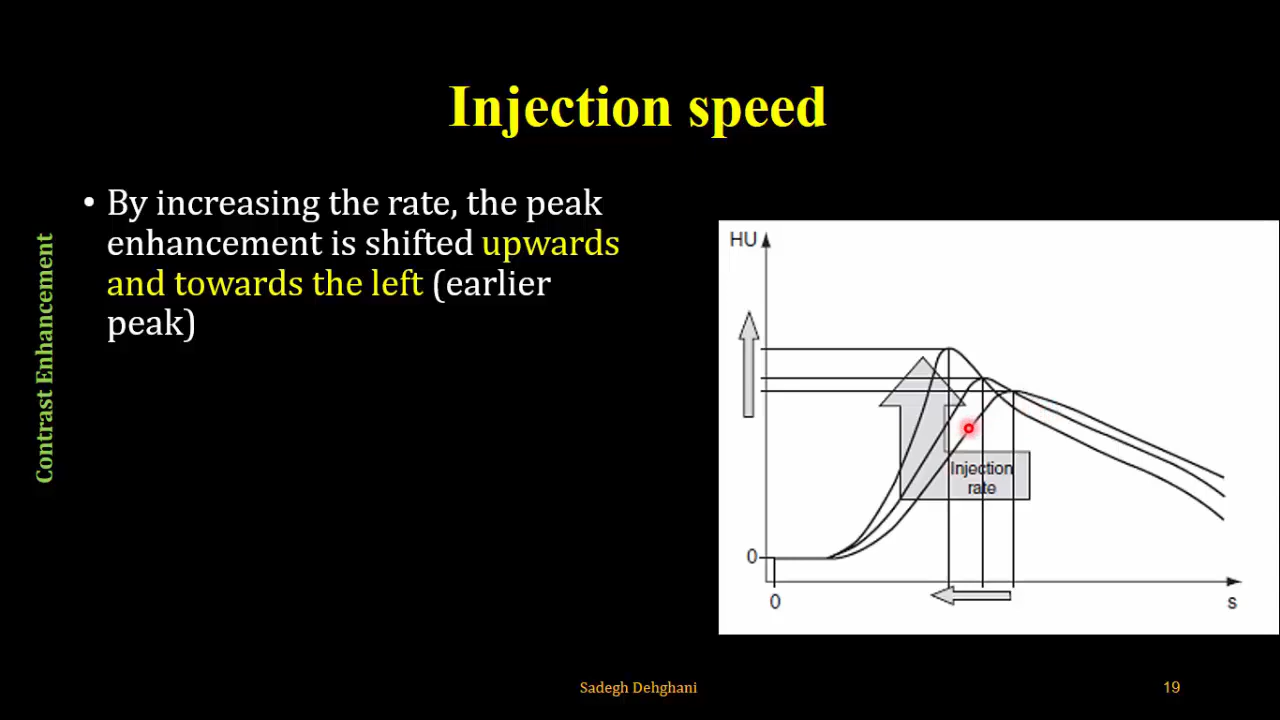 Injection speed
• By increasing the rate, the peak
enhancement is shifted upwards
and towards the left (earlier
peak)
Contrast Enhancement
HU
Injection
rate
0
0
s
Sadegh Dehghani
19